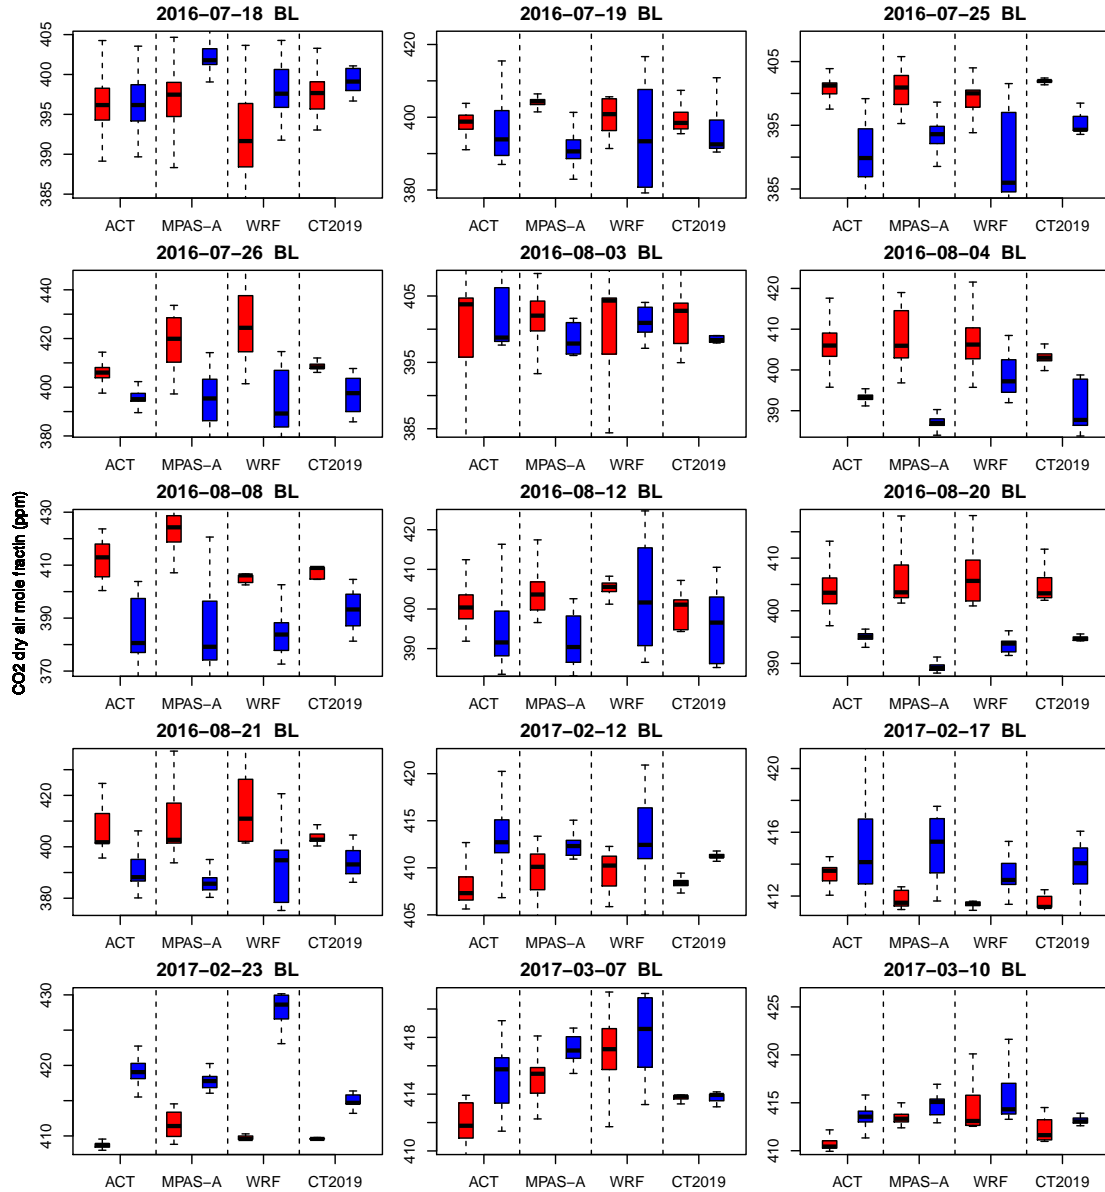 2016−07−18 BL
2016−07−19 BL
2016−07−25 BL
385 390 395 400 405
380 400 420
385 395 405
ACT MPAS−A WRF CT2019
ACT MPAS−A WRF CT2019
ACT MPAS−A WRF CT2019
2016−07−26 BL
2016−08−03 BL
2016−08−04 BL
380 400 420 440
385 395 405
390 400 410 420
ACT MPAS−A WRF CT2019
ACT MPAS−A WRF CT2019
ACT MPAS−A WRF CT2019
CO2 dry air mole fractin (ppm)
2016−08−08 BL
2016−08−12 BL
2016−08−20 BL
370 390 410 430
390 400 410 420
390 400 410
ACT MPAS−A WRF CT2019
ACT MPAS−A WRF CT2019
ACT MPAS−A WRF CT2019
2016−08−21 BL
2017−02−12 BL
2017−02−17 BL
380 400 420
405 410 415 420
412 416 420
ACT MPAS−A WRF CT2019
ACT MPAS−A WRF CT2019
ACT MPAS−A WRF CT2019
2017−02−23 BL
2017−03−07 BL
2017−03−10 BL
410 420 430
410 414 418
410 415 420 425
ACT MPAS−A WRF CT2019
ACT MPAS−A WRF CT2019
ACT MPAS−A WRF CT2019